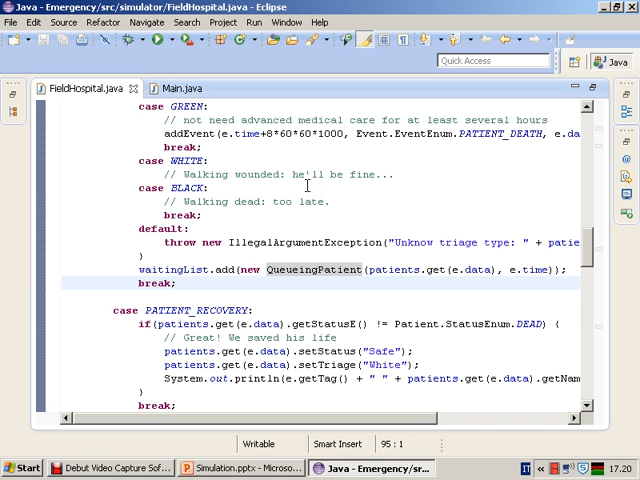 Java - Emergency/src/simulator/FieldHospital.java - Eclipse
File Edit Source Refactor Navigate Search Project Run Window Help
Quick Access
Java
FieldHospital.java
Main.java
case GREEN:
// not need advanced medical care for at least several hours
addEvent(e.time+8*60*60*1000, Event.EventEnum.PATIENT_DEATH, e.da
break;
case WHITE:
// Walking wounded: he'll be fine...
case BLACK:
// Walking dead: too late.
break;
default:
throw new IllegalArgumentException("Unknow triage type: " + patie
}
waitingList.add(new QueueingPatient(patients.get(e.data), e.time));
break;
case PATIENT_RECOVERY:
if(patients.get(e.data).getStatusE() != Patient.StatusEnum.DEAD) {
// Great! We saved his life
patients.get(e.data).setStatus("Safe");
patients.get(e.data).setTriage("White");
System.out.println(e.getTag() + " " + patients.get(e.data).getNam
}
break;
Writable
Smart Insert
95 : 1
Start
Debut Video Capture Sof...
Simulation.pptx - Microso...
Java - Emergency/sr...
IT
17.20